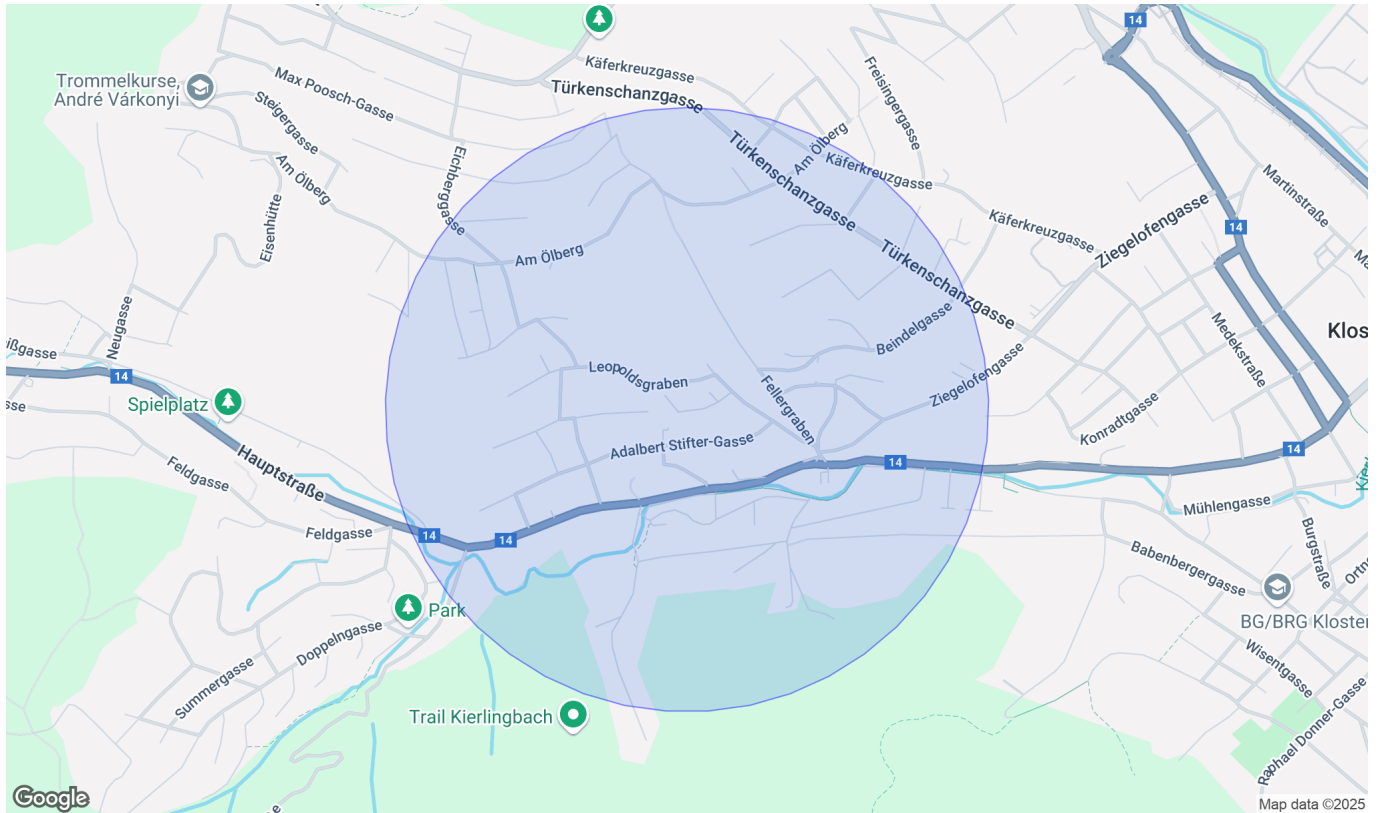 14
Käferkreuzgasse
Max Poosch-Gasse
Trommelkurse,
André Várkonyi
Freisingergasse
Türkenschanzgasse
Steigergasse
Am Ölberg
Türkenschanzgasse
Eichberggasse
Käferkreuzgasse
Am Ölberg
Martinstraße
Eisenhütte
Käferkreuzgasse
Ziegelofengasse
14
Am Ölberg
Türkenschanzgasse
Neugasse
Beindelgasse
Medekstraße
Klos
ißgasse
14
Leopoldsgraben
Fellergraben
Ziegelofengasse
sse
Spielplatz
Konradtgasse
Adalbert Stifter-Gasse
14
14
Hauptstraße
Feldgasse
Mühlengasse
Feldgasse
14
14
Burgstraße
Babenbergergasse
Ortn
Park
BG/BRG Kloster
Doppelngasse
Wisentgasse
Summergasse
Trail Kierlingbach
Raphael Donner-Gasse
Google
Map data ©2025